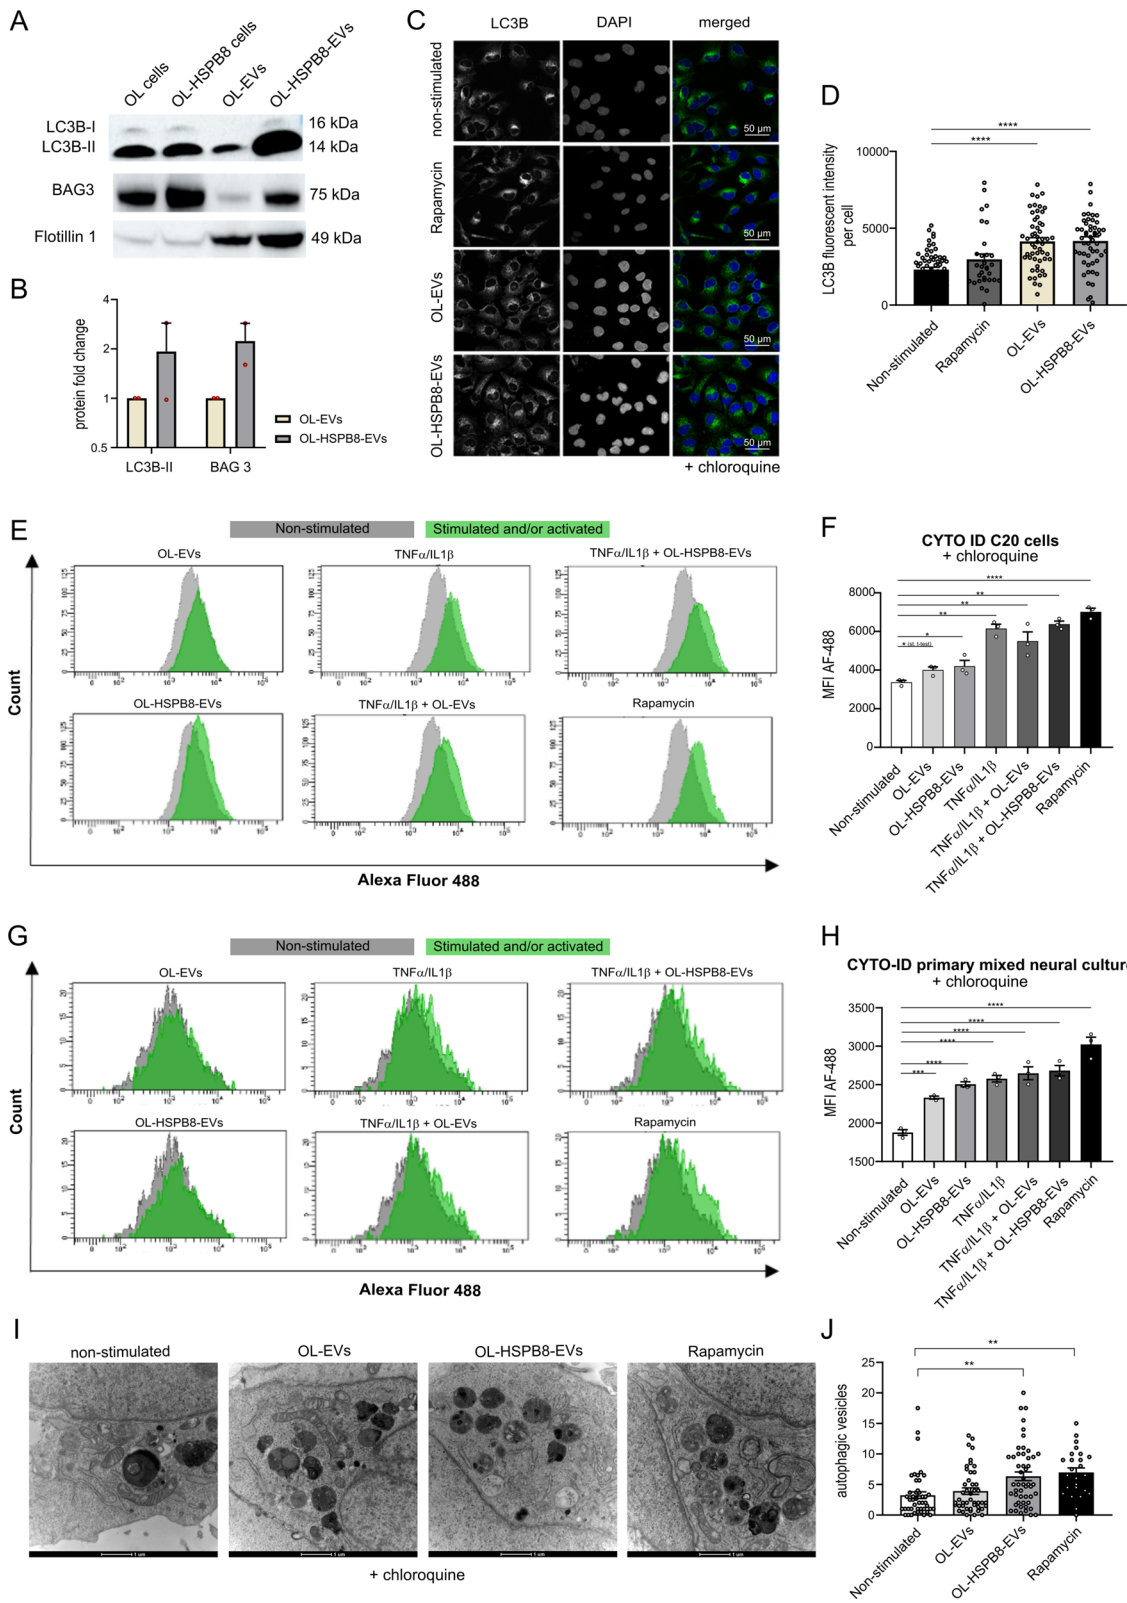 A
OL cells
OL-HSPB8 cells
OL-EVs
OL-HSPB8-EVs
LC3B-I
16 kDa
LC3B-II
14 kDa
BAG3
75 kDa
Flotillin 1
49 kDa
B
protein fold change
4
2
1
0.5
LC3B-II
BAG 3
OL-EVs
OL-HSPB8-EVs
C
LC3B
DAPI
merged
non-stimulated
50 µm
Rapamycin
50 µm
OL-EVs
50 µm
OL-HSPB8-EVs
50 µm
+ chloroquine
D
LC3B fluorescent intensity
per cell
****
****
10000
5000
0
Non-stimulated
Rapamycin
OL-EVs
OL-HSPB8-EVs
E
Non-stimulated
Stimulated and/or activated
OL-EVs
TNFα/IL1β
TNFα/IL1β + OL-HSPB8-EVs
OL-HSPB8-EVs
TNFα/IL1β + OL-EVs
Rapamycin
Count
Alexa Fluor 488
F
CYTO ID C20 cells
+ chloroquine
MFI AF-488
8000
6000
4000
2000
0
****
**
**
**
*
* (st. t-test)
Non-stimulated
OL-EVs
OL-HSPB8-EVs
TNFα/IL1β
TNFα/IL1β + OL-EVs
TNFα/IL1β + OL-HSPB8-EVs
Rapamycin
G
Non-stimulated
Stimulated and/or activated
OL-EVs
TNFα/IL1β
TNFα/IL1β + OL-HSPB8-EVs
OL-HSPB8-EVs
TNFα/IL1β + OL-EVs
Rapamycin
Count
Alexa Fluor 488
H
CYTO-ID primary mixed neural culture
+ chloroquine
MFI AF-488
3500
3000
2500
2000
1500
****
****
****
****
****
***
Non-stimulated
OL-EVs
OL-HSPB8-EVs
TNFα/IL1β
TNFα/IL1β + OL-EVs
TNFα/IL1β + OL-HSPB8-EVs
Rapamycin
I
non-stimulated
OL-EVs
OL-HSPB8-EVs
Rapamycin
1 µm
1 µm
1 µm
1 µm
+ chloroquine
J
autophagic vesicles
25
20
15
10
5
0
**
**
Non-stimulated
OL-EVs
OL-HSPB8-EVs
Rapamycin